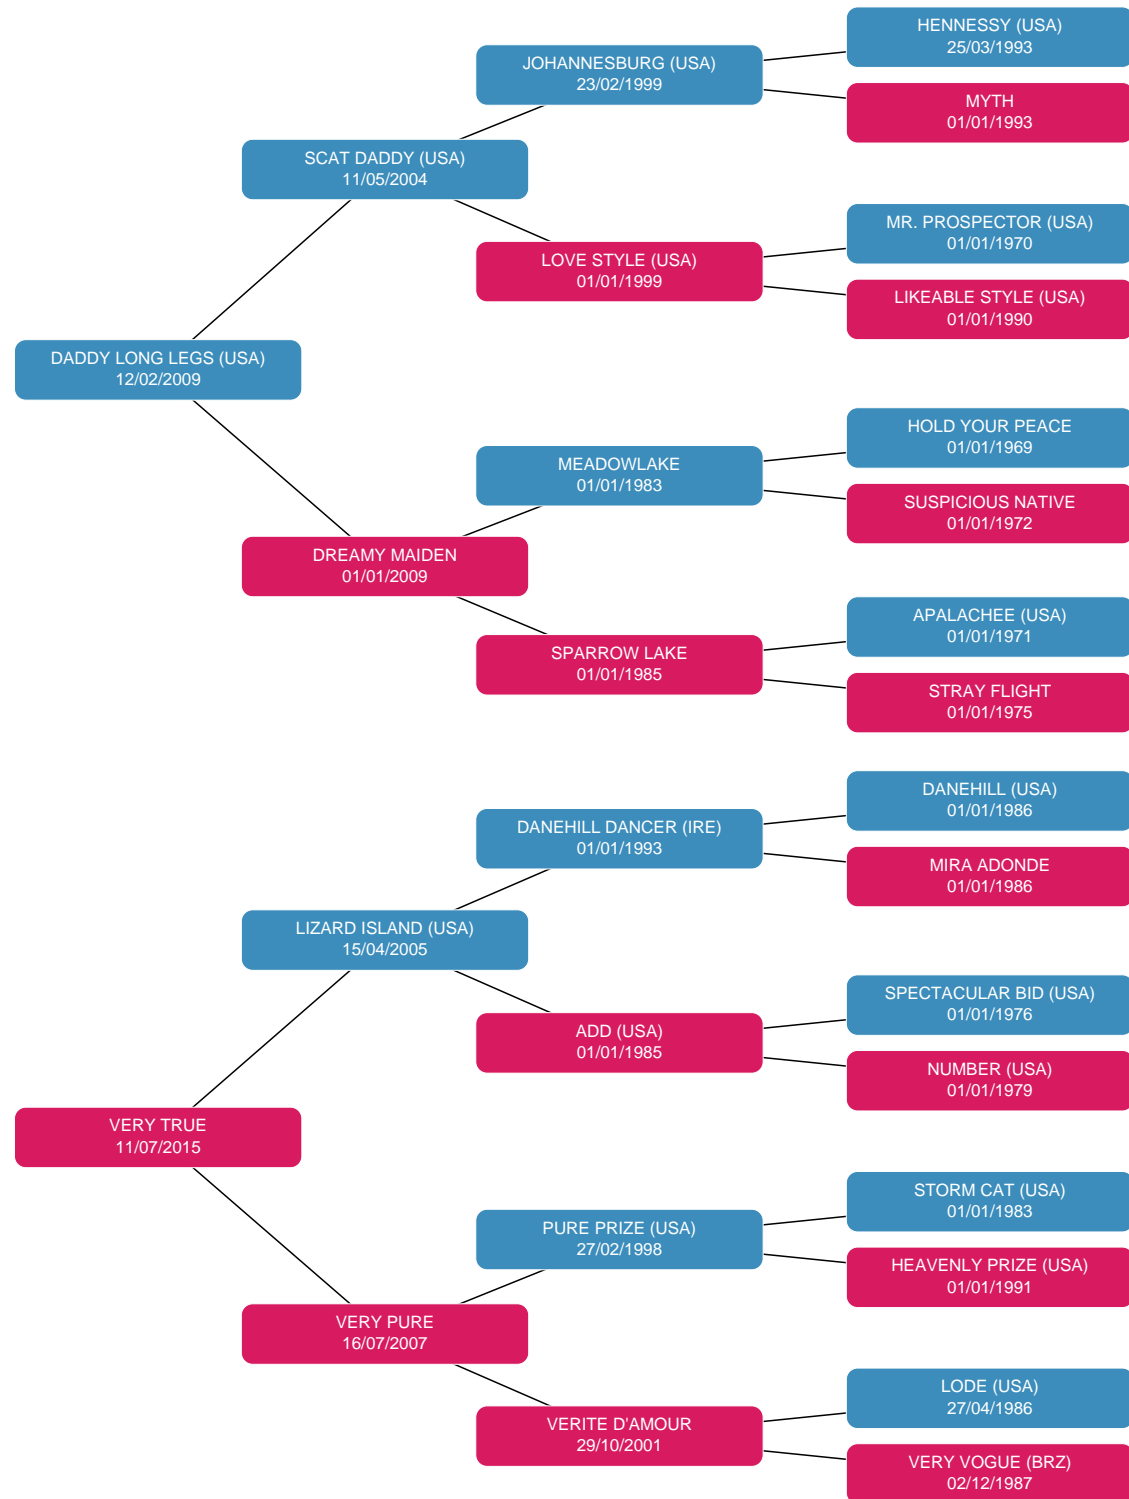 HENNESSY (USA)
25/03/1993
JOHANNESBURG (USA)
23/02/1999
MYTH
01/01/1993
SCAT DADDY (USA)
11/05/2004
MR. PROSPECTOR (USA)
01/01/1970
LOVE STYLE (USA)
01/01/1999
LIKEABLE STYLE (USA)
01/01/1990
DADDY LONG LEGS (USA)
12/02/2009
HOLD YOUR PEACE
01/01/1969
MEADOWLAKE
01/01/1983
SUSPICIOUS NATIVE
01/01/1972
DREAMY MAIDEN
01/01/2009
APALACHEE (USA)
01/01/1971
SPARROW LAKE
01/01/1985
STRAY FLIGHT
01/01/1975
DANEHILL (USA)
01/01/1986
DANEHILL DANCER (IRE)
01/01/1993
MIRA ADONDE
01/01/1986
LIZARD ISLAND (USA)
15/04/2005
SPECTACULAR BID (USA)
01/01/1976
ADD (USA)
01/01/1985
NUMBER (USA)
01/01/1979
VERY TRUE
11/07/2015
STORM CAT (USA)
01/01/1983
PURE PRIZE (USA)
27/02/1998
HEAVENLY PRIZE (USA)
01/01/1991
VERY PURE
16/07/2007
LODE (USA)
27/04/1986
VERITE D'AMOUR
29/10/2001
VERY VOGUE (BRZ)
02/12/1987